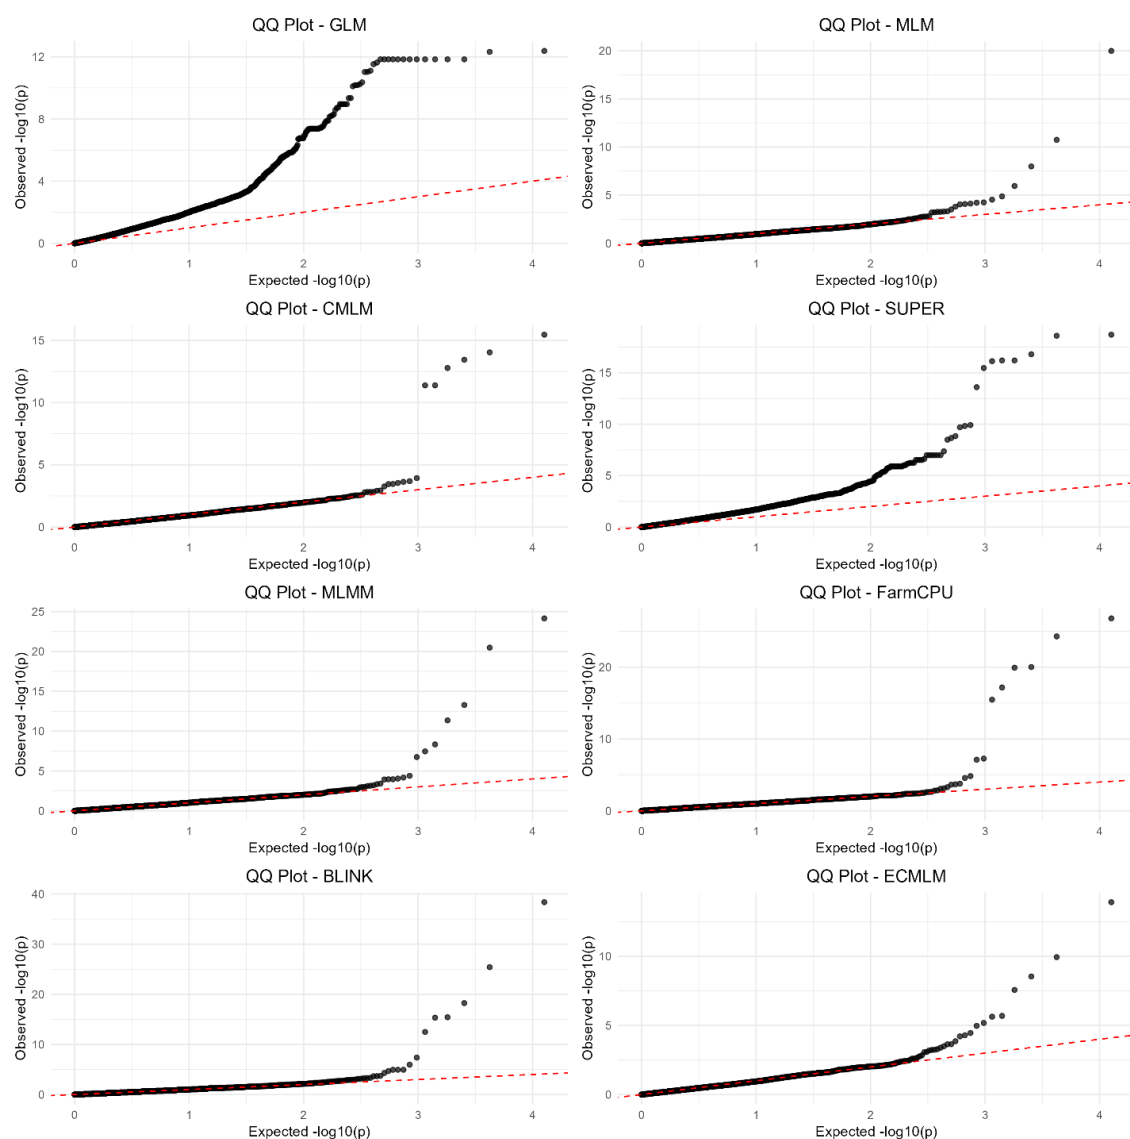 QQ Plot - GLM
Observed -log10(p)
12
8
4
0
0 1 2 3 4
Expected -log10(p)
QQ Plot - MLM
Observed -log10(p)
20
15
10
5
0
0 1 2 3 4
Expected -log10(p)
QQ Plot - CMLM
Observed -log10(p)
15
10
5
0
0 1 2 3 4
Expected -log10(p)
QQ Plot - SUPER
Observed -log10(p)
15
10
5
0
0 1 2 3 4
Expected -log10(p)
QQ Plot - MLMM
Observed -log10(p)
25
20
15
10
5
0
0 1 2 3 4
Expected -log10(p)
QQ Plot - FarmCPU
Observed -log10(p)
20
10
0
0 1 2 3 4
Expected -log10(p)
QQ Plot - BLINK
Observed -log10(p)
40
30
20
10
0
0 1 2 3 4
Expected -log10(p)
QQ Plot - ECMLM
Observed -log10(p)
10
5
0
0 1 2 3 4
Expected -log10(p)